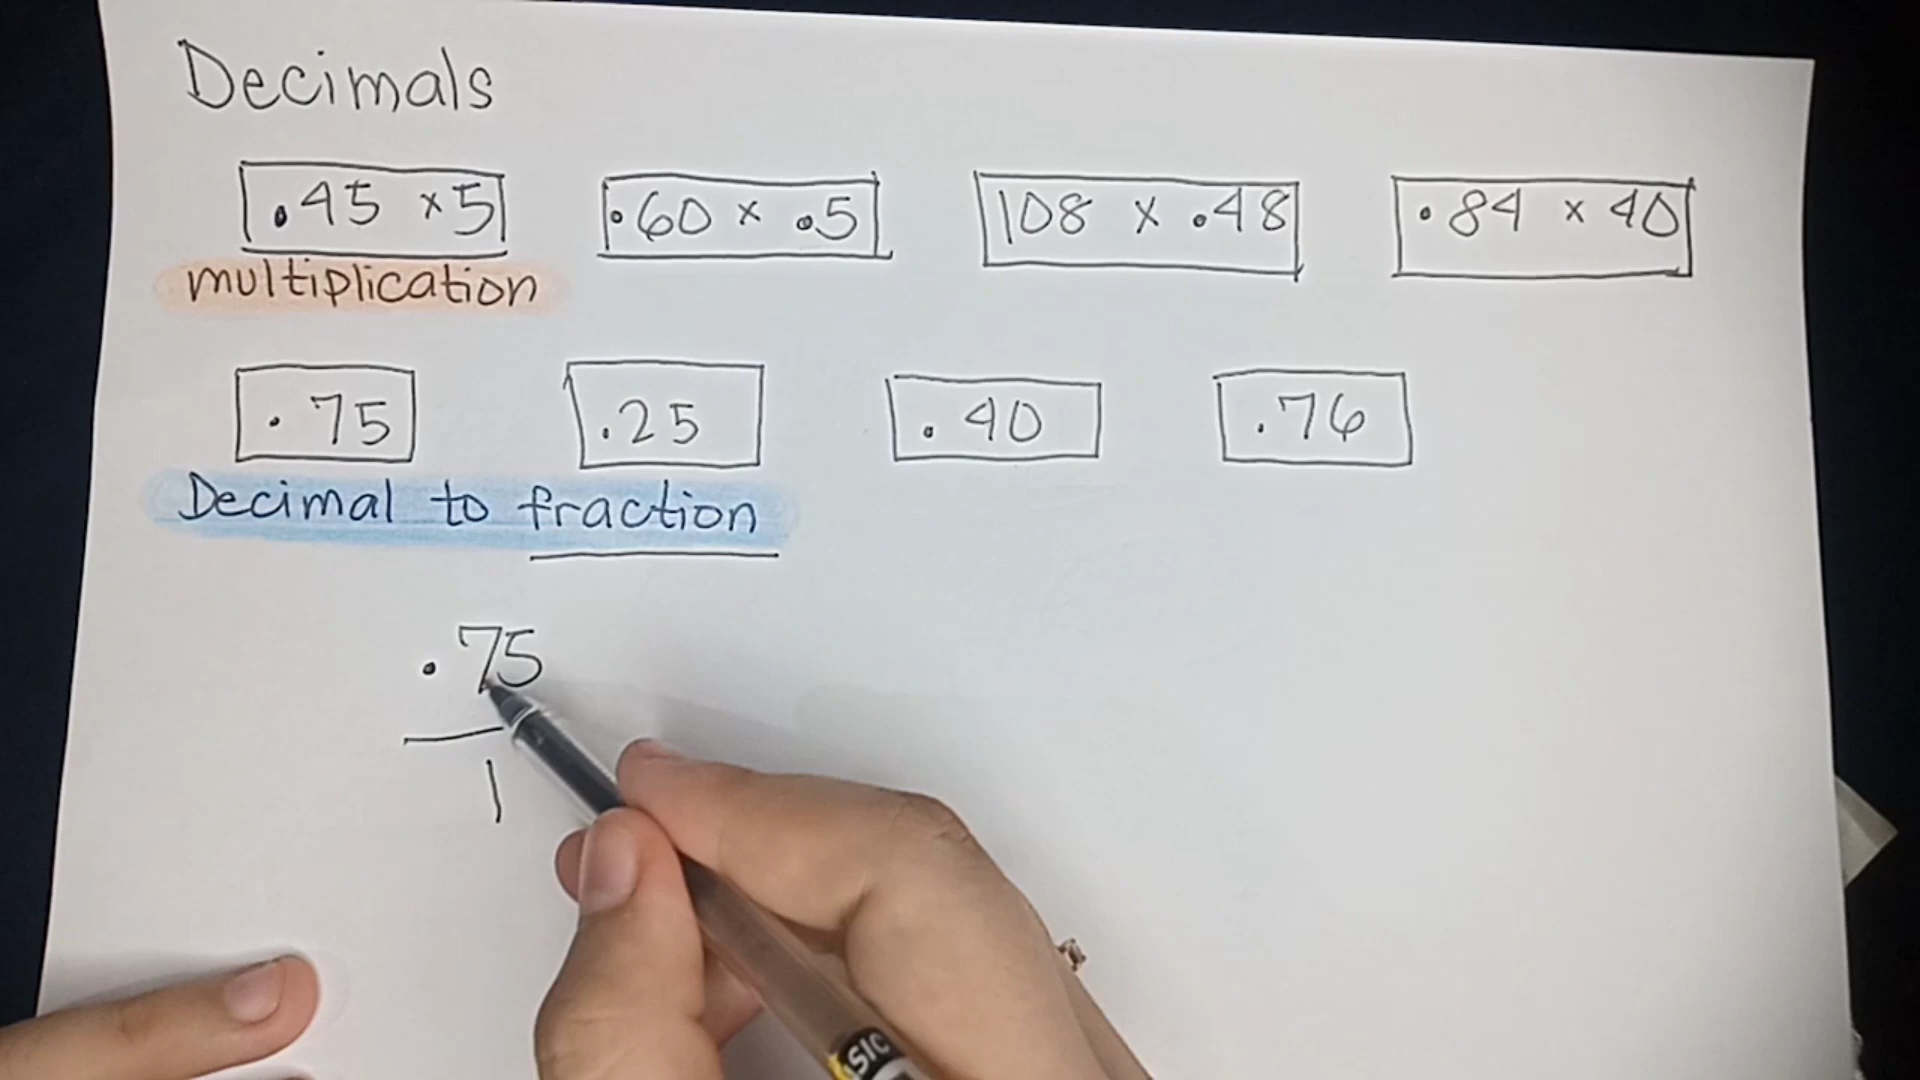 Decimals
.45 x 5 .60 x .5 108 x .48 .84 x 40
multiplication
.75 .25 .40 .76
Decimal to fraction
.75
1
SIC